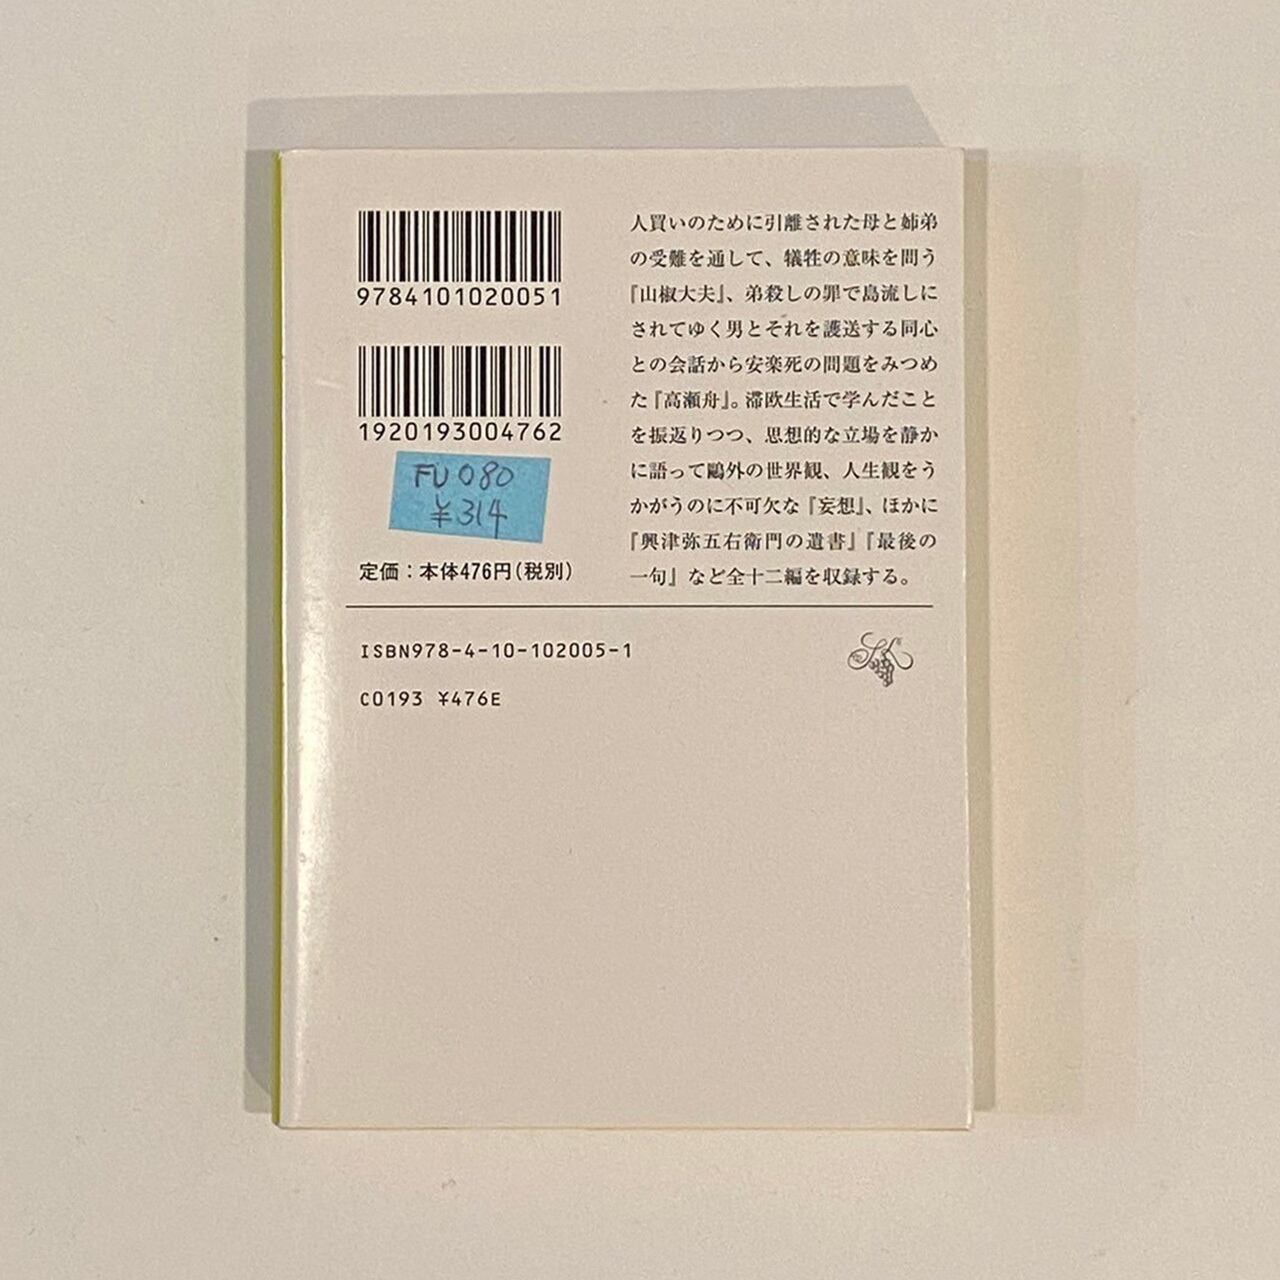 9784101020051
1920193004762
FU080
¥314
定価：本体476円(税別)
ISBN978-4-10-102005-1
C0193 ¥476E
人買いのために引離された母と姉弟
の受難を通して、犠牲の意味を問う
『山椒大夫』、弟殺しの罪で島流しに
されてゆく男とそれを護送する同心
との会話から安楽死の問題をみつめ
た『高瀬舟』。滞欧生活で学んだこと
を振返りつつ、思想的な立場を静か
に語って鷗外の世界観、人生観をう
かがうのに不可欠な『妄想』、ほかに
『興津弥五右衛門の遺書』『最後の
一句』など全十二編を収録する。